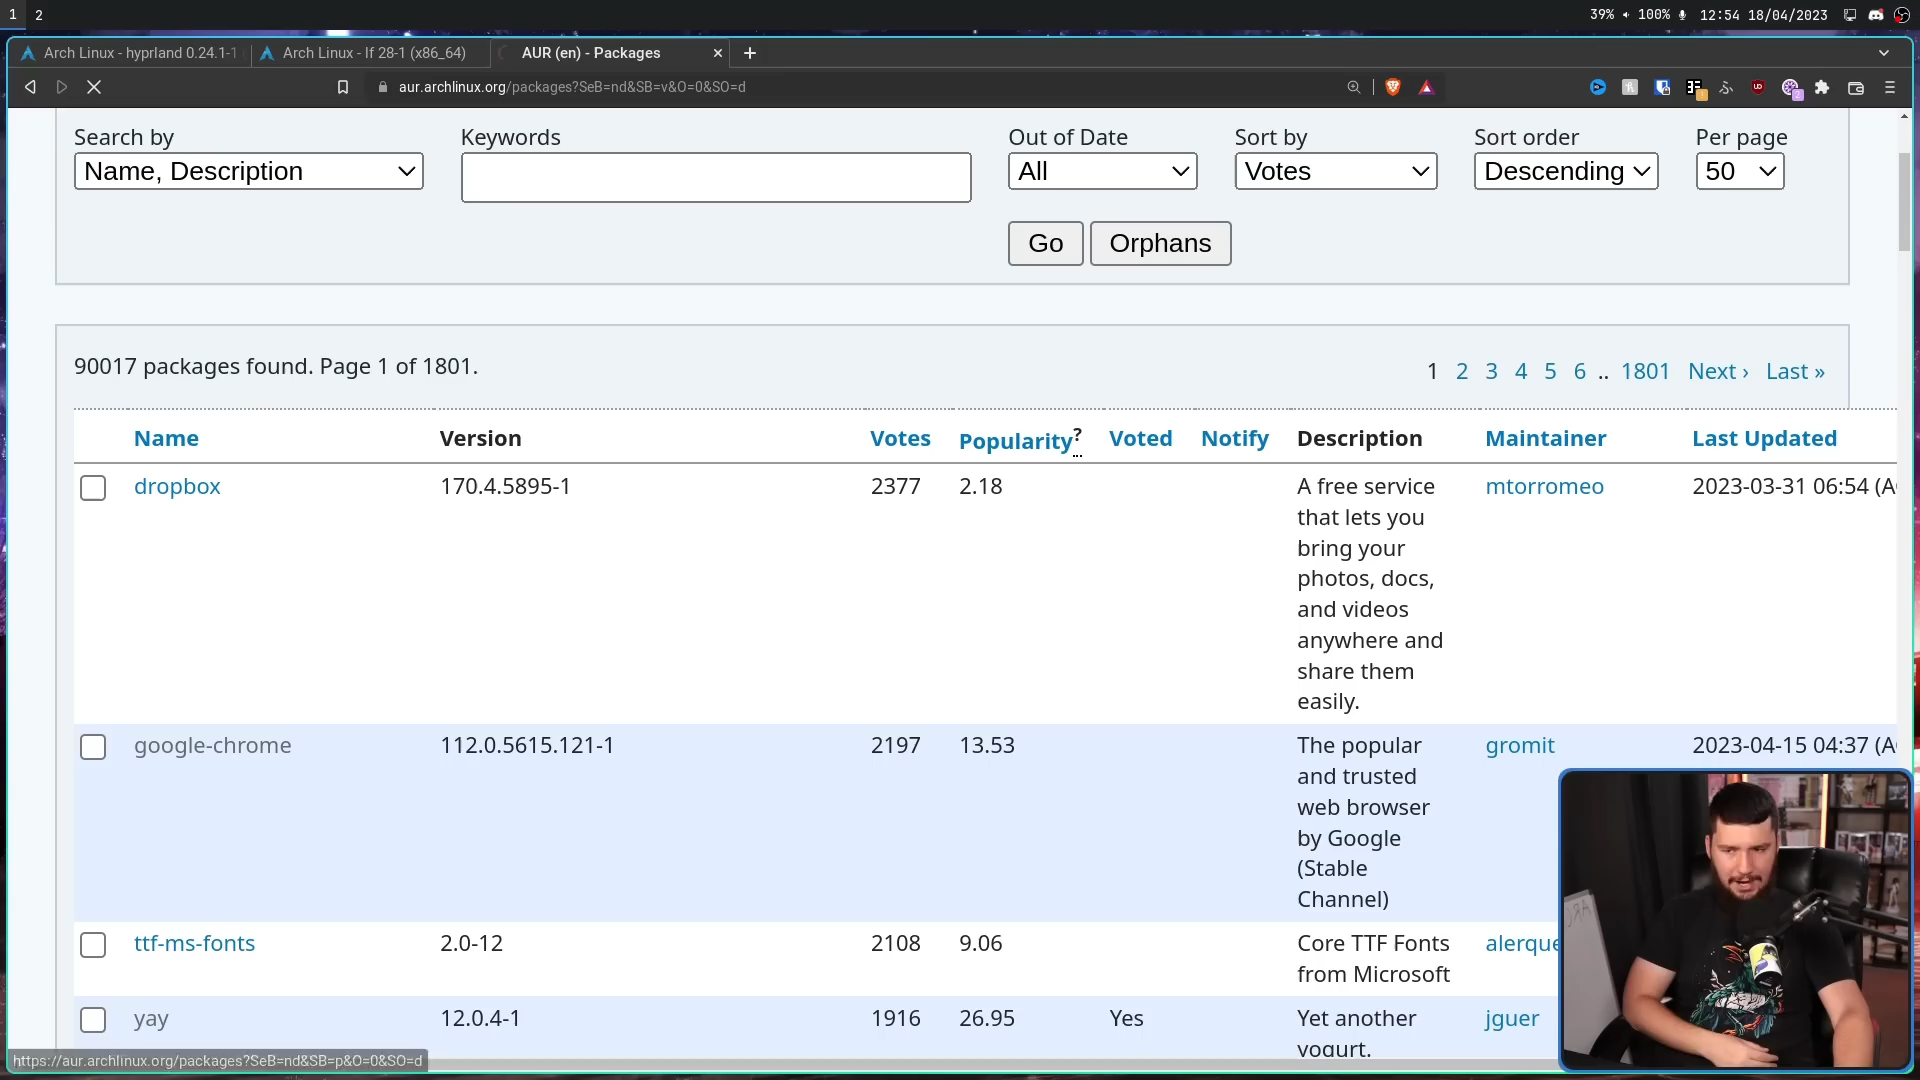 1 2 39% 100% 12:54 18/04/2023
Arch Linux - hyprland 0.24.1-1 Arch Linux - lf 28-1 (x86_64) AUR (en) - Packages
aur.archlinux.org/packages?SeB=nd&SB=v&O=0&SO=d
Search by Keywords Out of Date Sort by Sort order Per page
Name, Description All Votes Descending 50
Go Orphans
90017 packages found. Page 1 of 1801.
1 2 3 4 5 6 .. 1801 Next › Last »
Name Version Votes Popularity? Voted Notify Description Maintainer Last Updated
dropbox 170.4.5895-1 2377 2.18 A free service mtorromeo 2023-03-31 06:54 (A
that lets you
bring your
photos, docs,
and videos
anywhere and
share them
easily.
google-chrome 112.0.5615.121-1 2197 13.53 The popular gromit 2023-04-15 04:37 (A
and trusted
web browser
by Google
(Stable
Channel)
ttf-ms-fonts 2.0-12 2108 9.06 Core TTF Fonts alerque
from Microsoft
yay 12.0.4-1 1916 26.95 Yes Yet another jguer
yogurt.
https://aur.archlinux.org/packages?SeB=nd&SB=p&O=0&SO=d